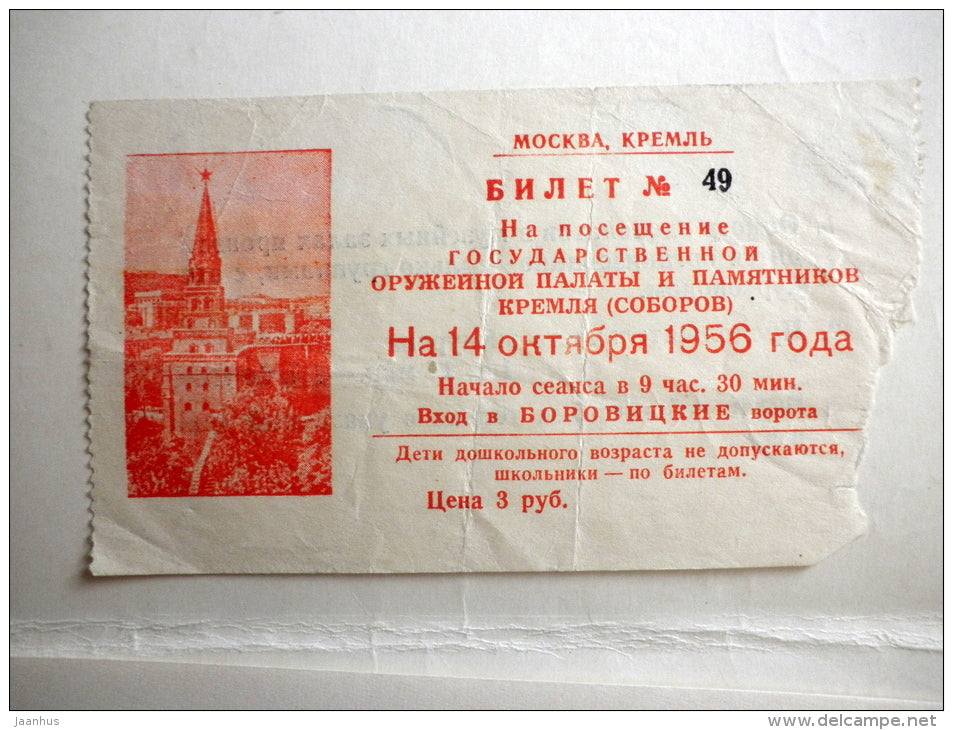 МОСКВА, КРЕМЛЬ
БИЛЕТ № 49
На посещение
ГОСУДАРСТВЕННОЙ
ОРУЖЕЙНОЙ ПАЛАТЫ И ПАМЯТНИКОВ
КРЕМЛЯ (СОБОРОВ)
На 14 октября 1956 года
Начало сеанса в 9 час. 30 мин.
Вход в БОРОВИЦКИЕ ворота
Дети дошкольного возраста не допускаются,
школьники — по билетам.
Цена 3 руб.
Jaanhus
www.delcampe.net